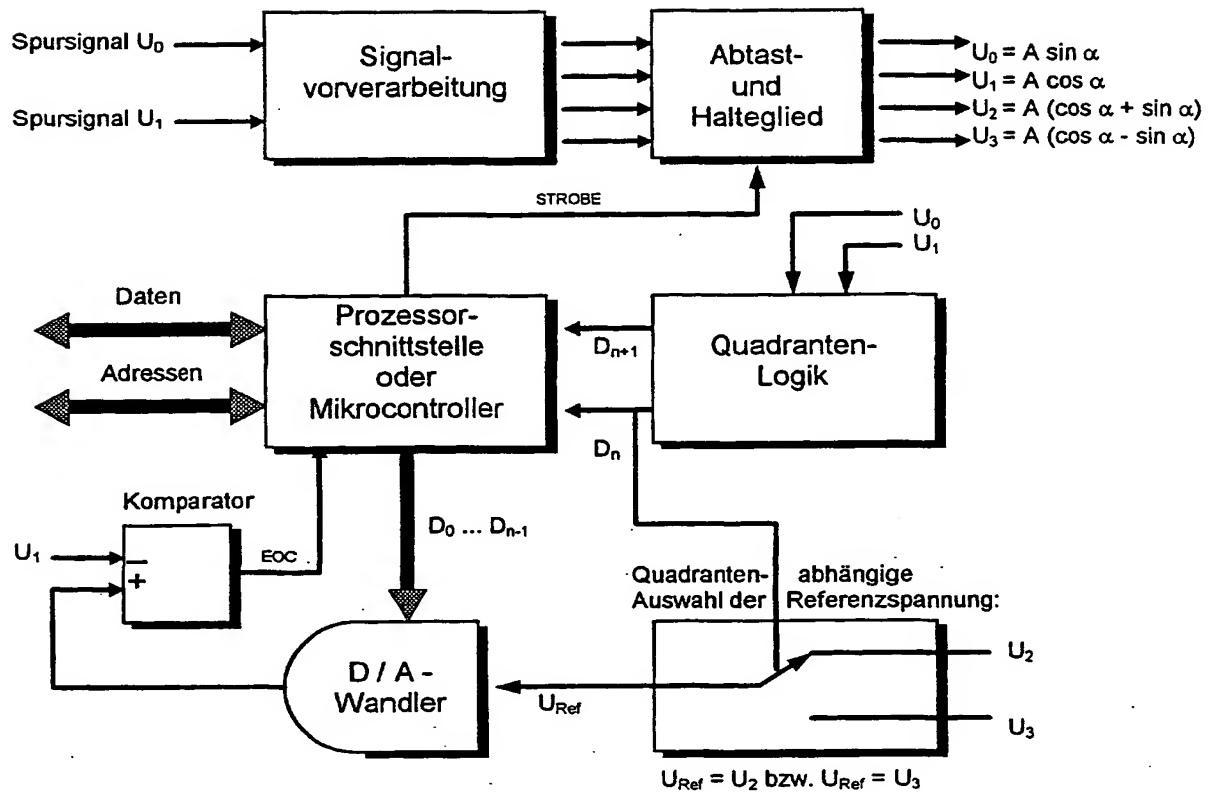 Spursignal U0
Spursignal U1
Signal-
vorverarbeitung
Abtast-
und
Halteglied
U0 = A sin α
U1 = A cos α
U2 = A (cos α + sin α)
U3 = A (cos α - sin α)
STROBE
U0
U1
Daten
Adressen
Prozessor-
schnittstelle
oder
Mikrocontroller
Dn+1
Dn
Quadranten-
Logik
Komparator
U1
−
+
EOC
D0 ... Dn-1
Quadranten- abhängige
Auswahl der Referenzspannung:
D / A -
Wandler
URef
U2
U3
URef = U2 bzw. URef = U3